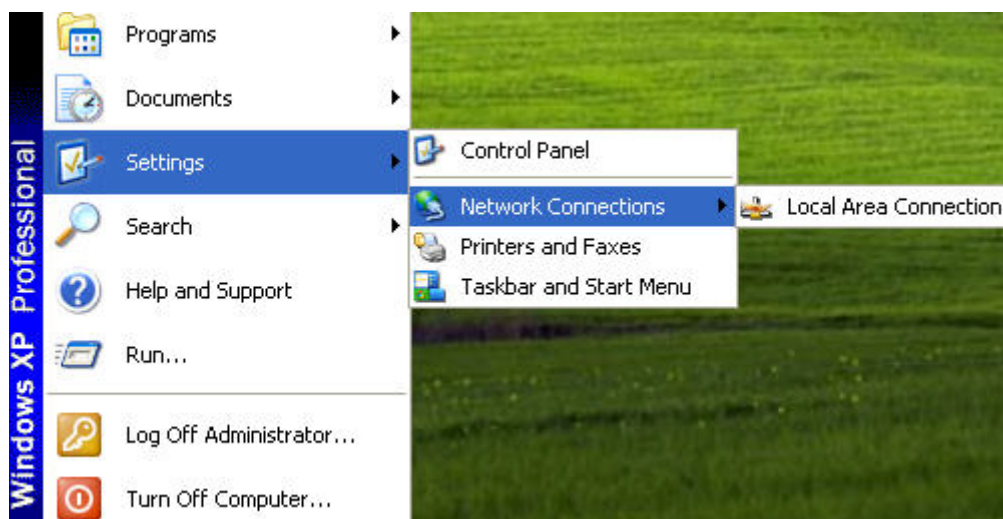 Windows XP Professional
Programs
Documents
Settings
Search
Help and Support
Run...
Log Off Administrator...
Turn Off Computer...
Control Panel
Network Connections
Printers and Faxes
Taskbar and Start Menu
Local Area Connection